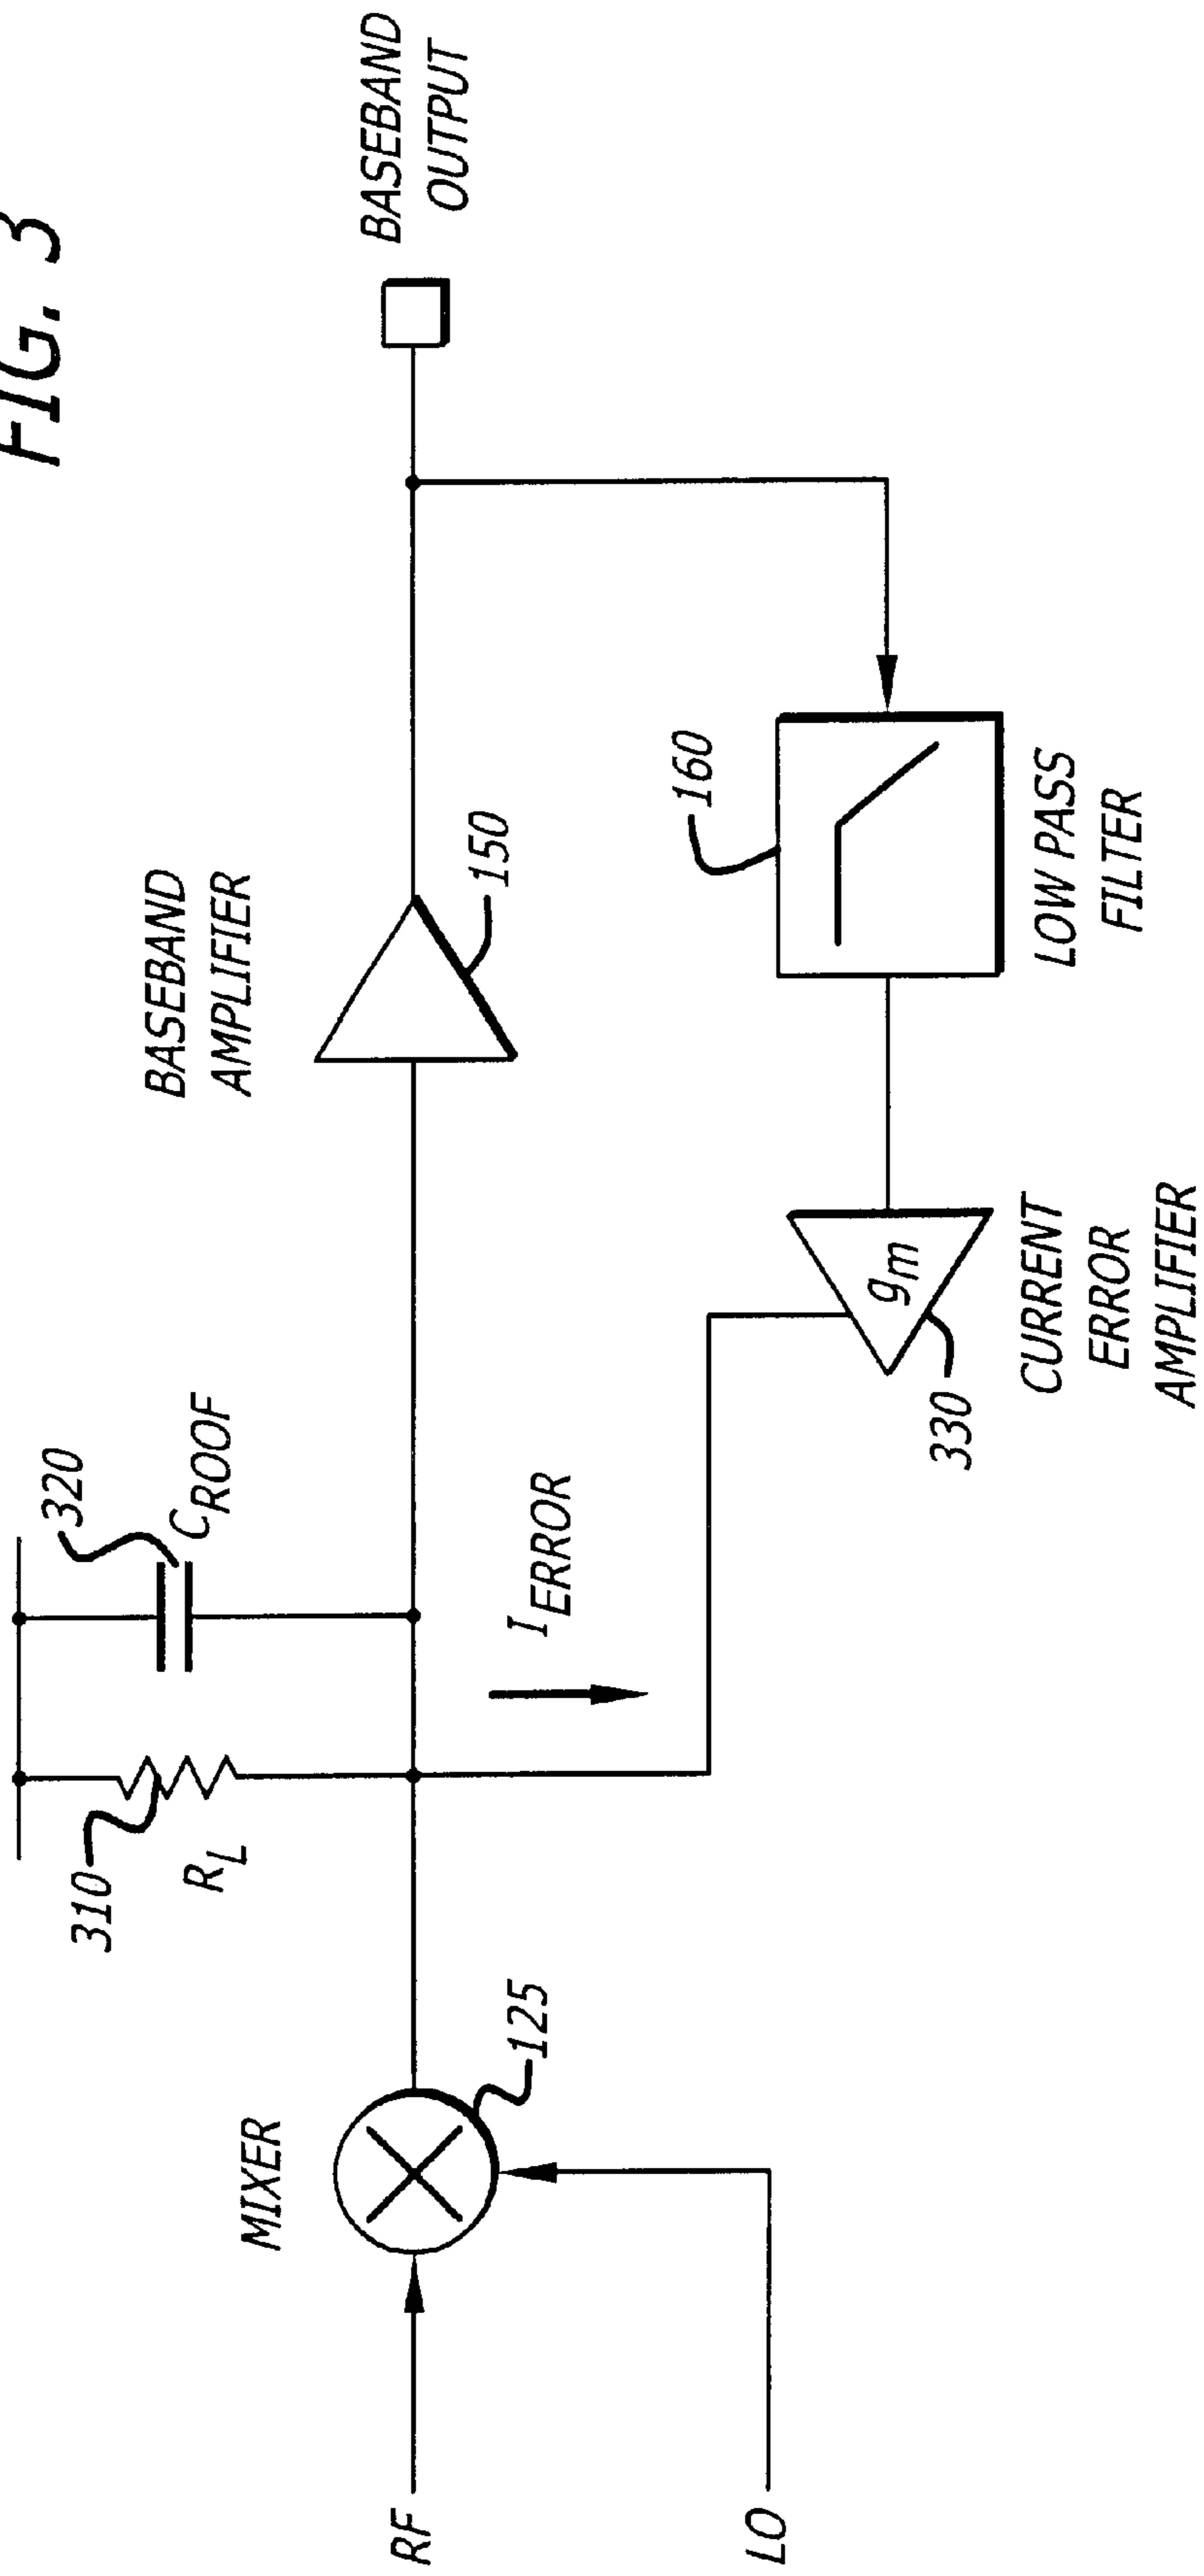 FIG. 3
310
R_L
320
C_ROOF
BASEBAND
AMPLIFIER
150
BASEBAND
OUTPUT
MIXER
125
RF
LO
I_ERROR
160
LOW PASS
FILTER
g_m
330
CURRENT
ERROR
AMPLIFIER